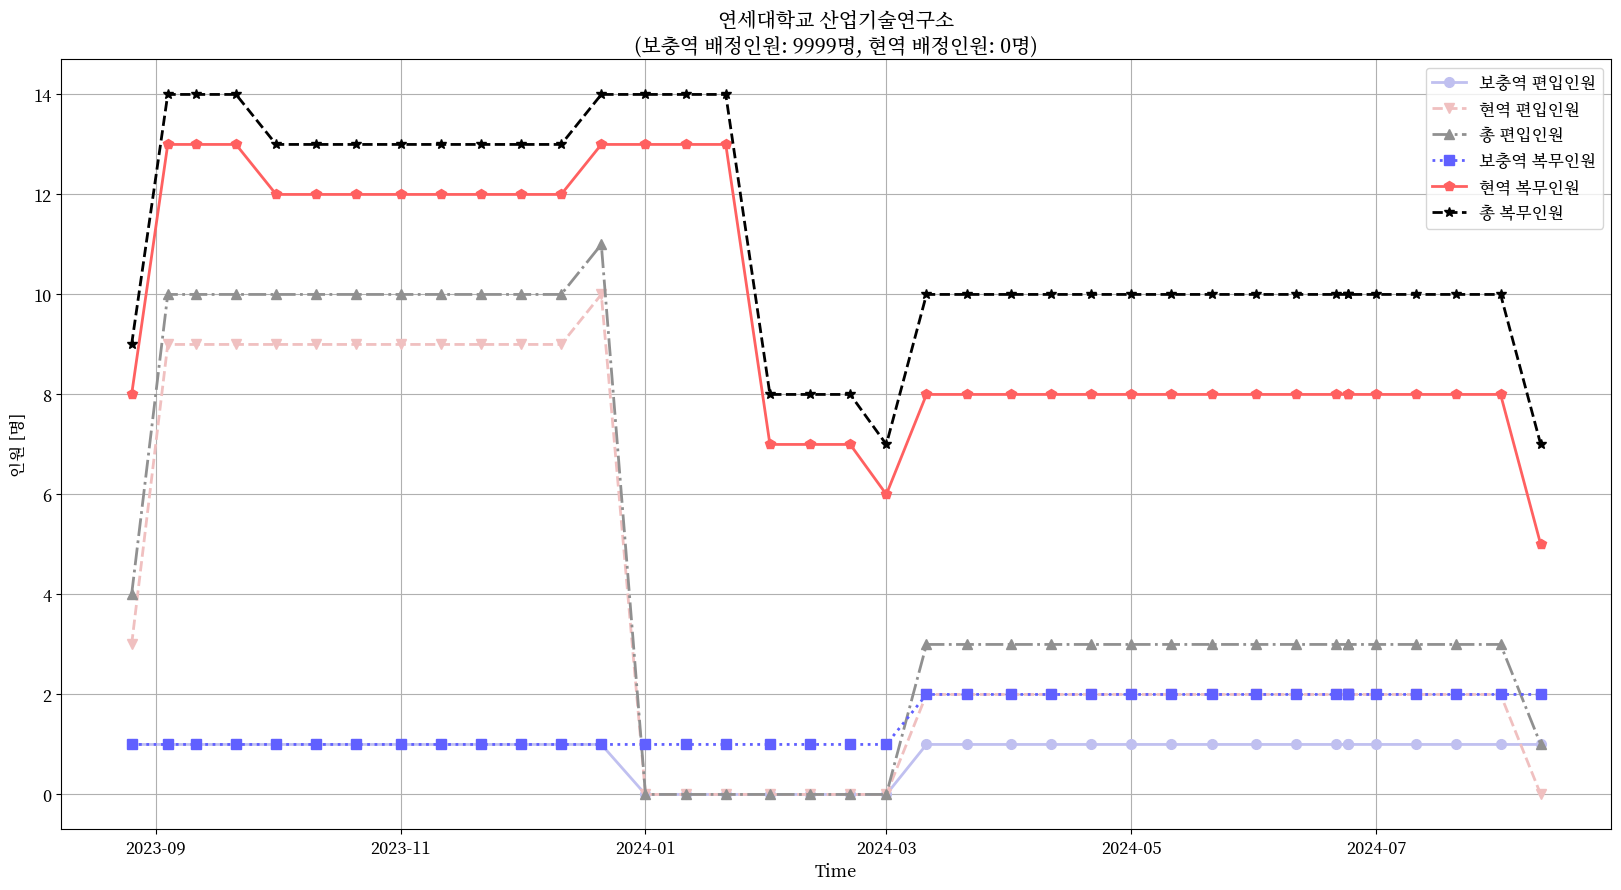 연세대학교 산업기술연구소
(보충역 배정인원: 9999명, 현역 배정인원: 0명)
보충역 편입인원
현역 편입인원
총 편입인원
보충역 복무인원
현역 복무인원
총 복무인원
14
12
10
8
6
4
2
0
인원 [명]
2023-09
2023-11
2024-01
2024-03
2024-05
2024-07
Time